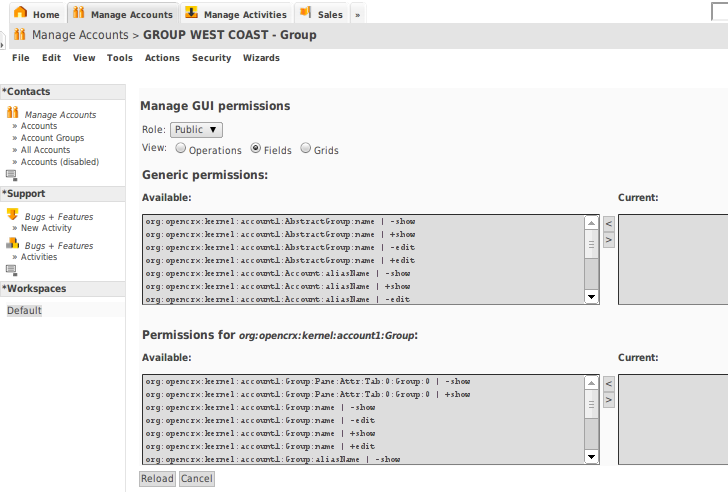 Home Manage Accounts Manage Activities Sales »
Manage Accounts > GROUP WEST COAST - Group
File Edit View Tools Actions Security Wizards
*Contacts
Manage Accounts
» Accounts
» Account Groups
» All Accounts
» Accounts (disabled)
*Support
Bugs + Features
» New Activity
Bugs + Features
» Activities
*Workspaces
Default
Manage GUI permissions
Role: Public ▼
View: Operations Fields Grids
Generic permissions:
Available: Current:
org:opencrx:kernel:account1:AbstractGroup:name | -show
org:opencrx:kernel:account1:AbstractGroup:name | +show
org:opencrx:kernel:account1:AbstractGroup:name | -edit
org:opencrx:kernel:account1:AbstractGroup:name | +edit
org:opencrx:kernel:account1:Account:aliasName | -show
org:opencrx:kernel:account1:Account:aliasName | +show
org:opencrx:kernel:account1:Account:aliasName | -edit
<
>
Permissions for org:opencrx:kernel:account1:Group:
Available: Current:
org:opencrx:kernel:account1:Group:Pane:Attr:Tab:0:Group:0 | -show
org:opencrx:kernel:account1:Group:Pane:Attr:Tab:0:Group:0 | +show
org:opencrx:kernel:account1:Group:name | -show
org:opencrx:kernel:account1:Group:name | -edit
org:opencrx:kernel:account1:Group:name | +show
org:opencrx:kernel:account1:Group:name | +edit
org:opencrx:kernel:account1:Group:aliasName | -show
<
>
Reload Cancel